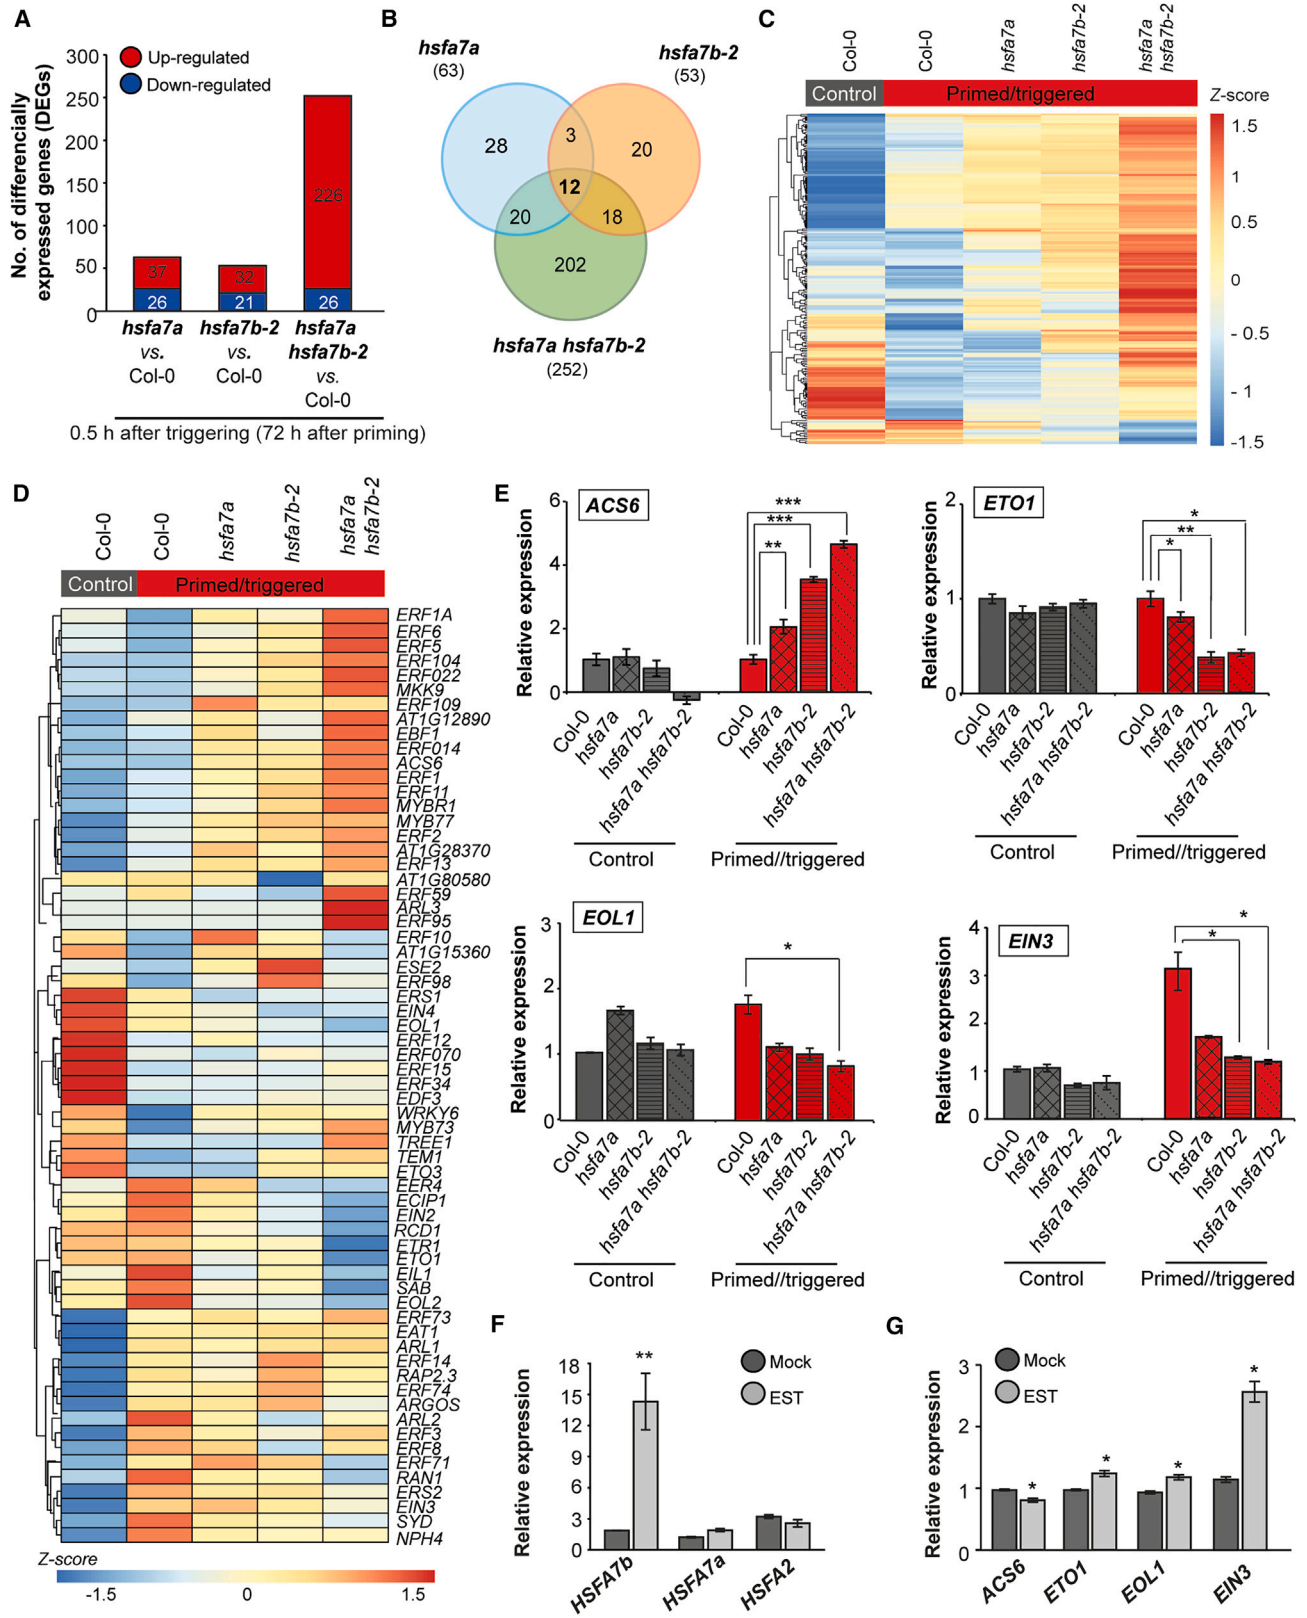 A
Up-regulated
Down-regulated
No. of differencially
expressed genes (DEGs)
300
250
200
150
100
50
0
37
26
32
21
226
26
hsfa7a
vs.
Col-0
hsfa7b-2
vs.
Col-0
hsfa7a
hsfa7b-2
vs.
Col-0
0.5 h after triggering (72 h after priming)
B
hsfa7a
(63)
hsfa7b-2
(53)
28
3
20
12
20
18
202
hsfa7a hsfa7b-2
(252)
C
Col-0
Col-0
hsfa7a
hsfa7b-2
hsfa7a
hsfa7b-2
Control
Primed/triggered
Z-score
1.5
1
0.5
0
- 0.5
- 1
-1.5
D
Col-0
Col-0
hsfa7a
hsfa7b-2
hsfa7a
hsfa7b-2
Control
Primed/triggered
ERF1A
ERF6
ERF5
ERF104
ERF022
MKK9
ERF109
AT1G12890
EBF1
ERF014
ACS6
ERF1
ERF11
MYBR1
MYB77
ERF2
AT1G28370
ERF13
AT1G80580
ERF59
ARL3
ERF95
ERF10
AT1G15360
ESE2
ERF98
ERS1
EIN4
EOL1
ERF12
ERF070
ERF15
ERF34
EDF3
WRKY6
MYB73
TREE1
TEM1
ETO3
EER4
ECIP1
EIN2
RCD1
ETR1
ETO1
EIL1
SAB
EOL2
ERF73
EAT1
ARL1
ERF14
RAP2.3
ERF74
ARGOS
ARL2
ERF3
ERF8
ERF71
RAN1
ERS2
EIN3
SYD
NPH4
Z-score
-1.5
0
1.5
E
ACS6
Relative expression
6
4
2
0
***
***
**
Col-0
hsfa7a
hsfa7b-2
hsfa7a hsfa7b-2
Col-0
hsfa7a
hsfa7b-2
hsfa7a hsfa7b-2
Control
Primed//triggered
ETO1
Relative expression
2
1
0
*
**
*
Col-0
hsfa7a
hsfa7b-2
hsfa7a hsfa7b-2
Col-0
hsfa7a
hsfa7b-2
hsfa7a hsfa7b-2
Control
Primed//triggered
EOL1
Relative expression
3
2
1
0
*
Col-0
hsfa7a
hsfa7b-2
hsfa7a hsfa7b-2
Col-0
hsfa7a
hsfa7b-2
hsfa7a hsfa7b-2
Control
Primed//triggered
EIN3
Relative expression
4
3
2
1
0
*
*
Col-0
hsfa7a
hsfa7b-2
hsfa7a hsfa7b-2
Col-0
hsfa7a
hsfa7b-2
hsfa7a hsfa7b-2
Control
Primed//triggered
F
Relative expression
18
15
12
9
6
3
0
**
Mock
EST
HSFA7b
HSFA7a
HSFA2
G
Relative expression
3
2
1
0
Mock
EST
*
*
*
*
ACS6
ETO1
EOL1
EIN3